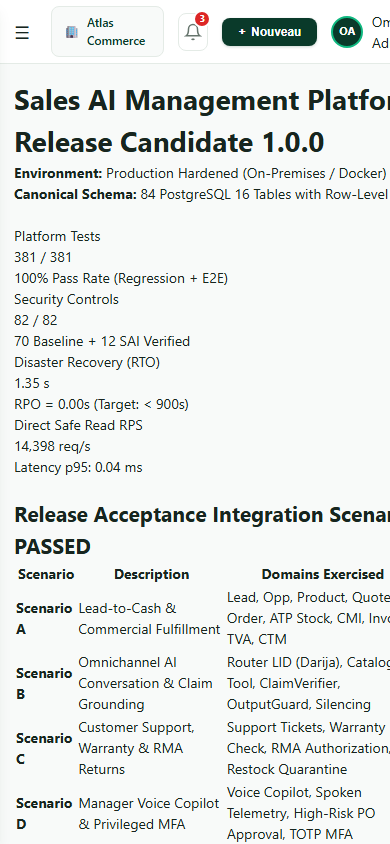 ☰ Atlas Commerce 3 + Nouveau OA
Sales AI Management
Release Candidate 1.0.0
Environment: Production Hardened (On-Premises / Docker)
Canonical Schema: 84 PostgreSQL 16 Tables with Row-Level
Platform Tests
381 / 381
100% Pass Rate (Regression + E2E)
Security Controls
82 / 82
70 Baseline + 12 SAI Verified
Disaster Recovery (RTO)
1.35 s
RPO = 0.00s (Target: < 900s)
Direct Safe Read RPS
14,398 req/s
Latency p95: 0.04 ms
Release Acceptance Integration
PASSED
Scenario Description Domains Exercised
Scenario A
Lead-to-Cash &
Commercial Fulfillment
Lead, Opp, Product, Quote
Order, ATP Stock, CMI,
TVA, CTM
Scenario B
Omnichannel AI
Conversation & Claim
Grounding
Router LID (Darija),
Tool, ClaimVerifier,
OutputGuard, Silencing
Scenario C
Customer Support,
Warranty & RMA
Returns
Support Tickets, Warranty
Check, RMA Authorization,
Restock Quarantine
Scenario D
Manager Voice Copilot
& Privileged MFA
Voice Copilot, Spoken
Telemetry, High-Risk PO
Approval, TOTP MFA